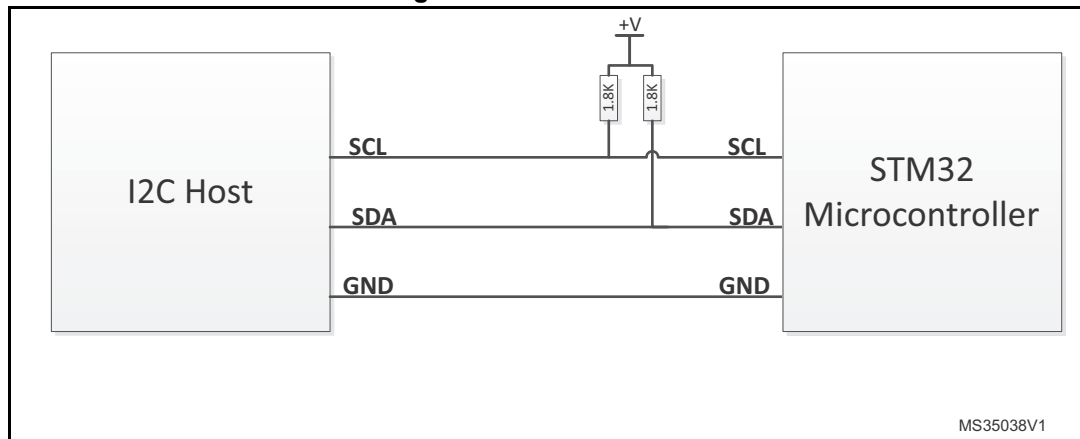 +V
1.8K 1.8K
SCL SCL
I2C Host
STM32
Microcontroller
SDA SDA
GND GND
MS35038V1